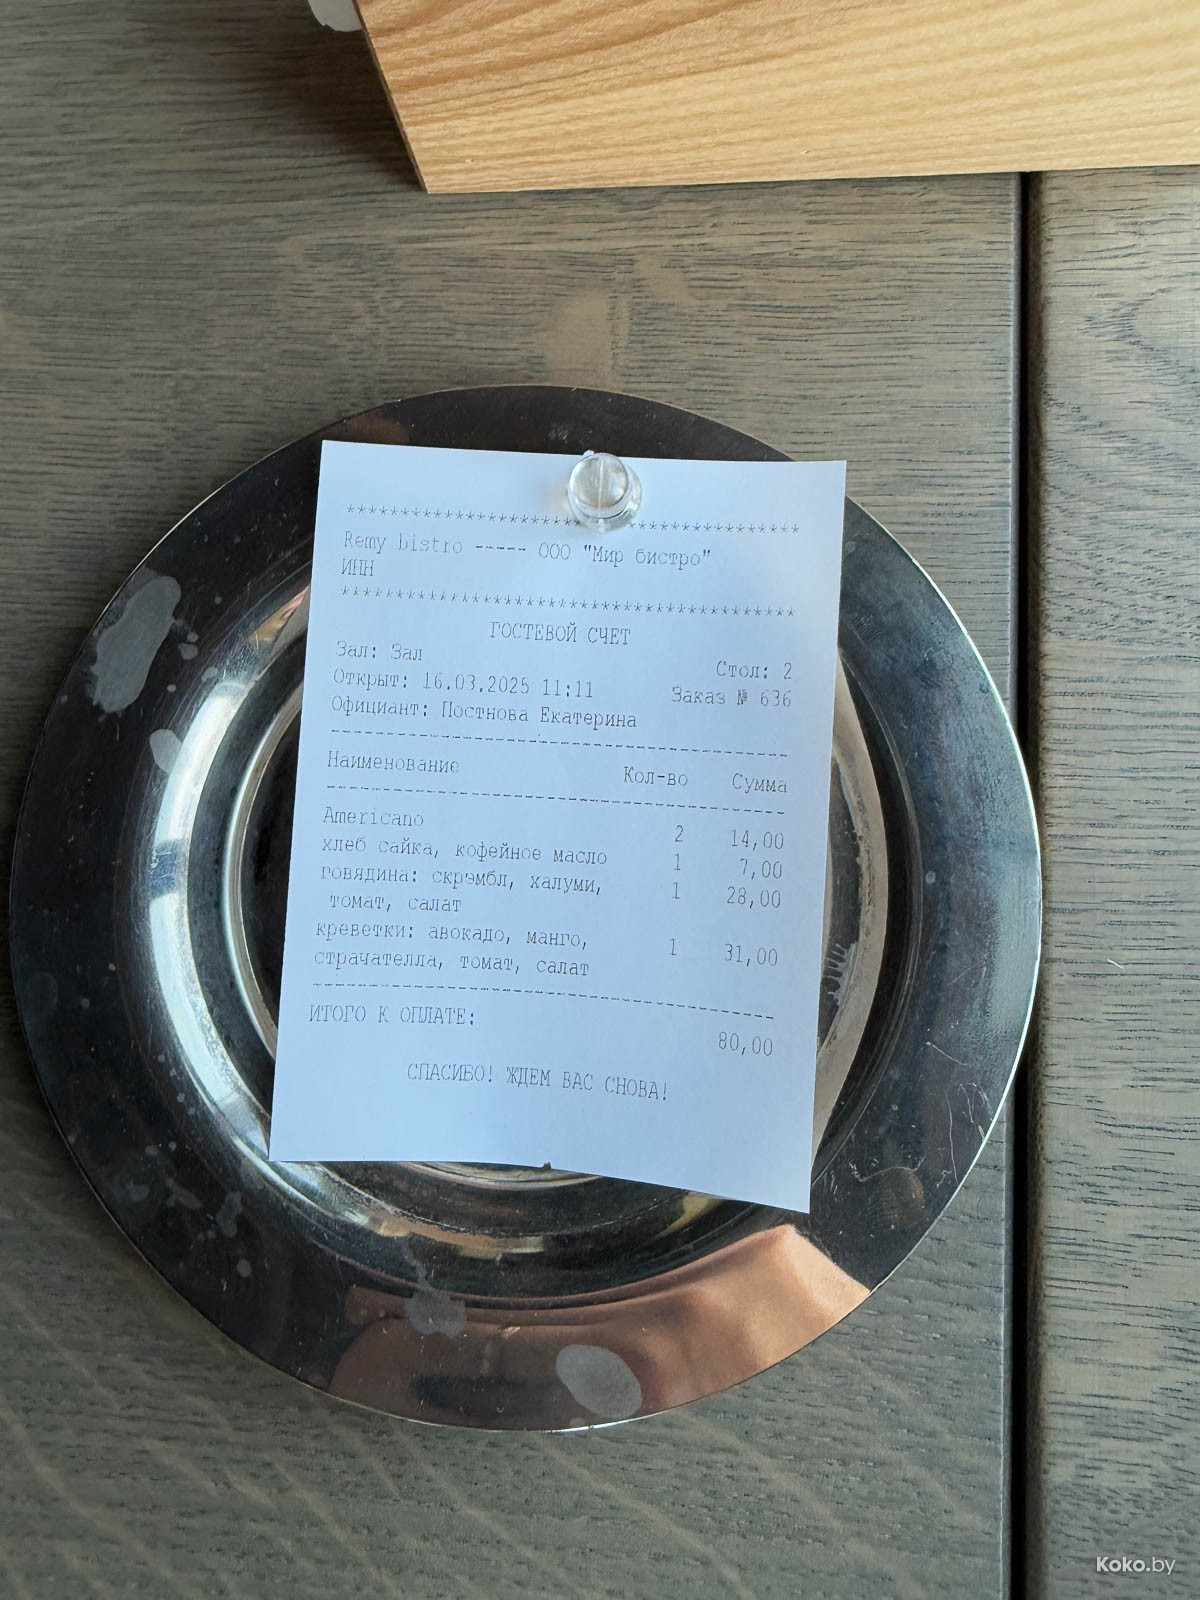 ****************************************
Remy bistro ----- ООО "Мир бистро"
ИНН
****************************************
ГОСТЕВОЙ СЧЕТ
Зал: Зал Стол: 2
Открыт: 16.03.2025 11:11 Заказ № 636
Официант: Постнова Екатерина
Наименование Кол-во Сумма
Americano 2 14,00
хлеб сайка, кофейное масло 1 7,00
говядина: скрэмбл, халуми, 1 28,00
томат, салат
креветки: авокадо, манго, 1 31,00
страчателла, томат, салат
ИТОГО К ОПЛАТЕ: 80,00
СПАСИБО! ЖДЕМ ВАС СНОВА!
Koko.by